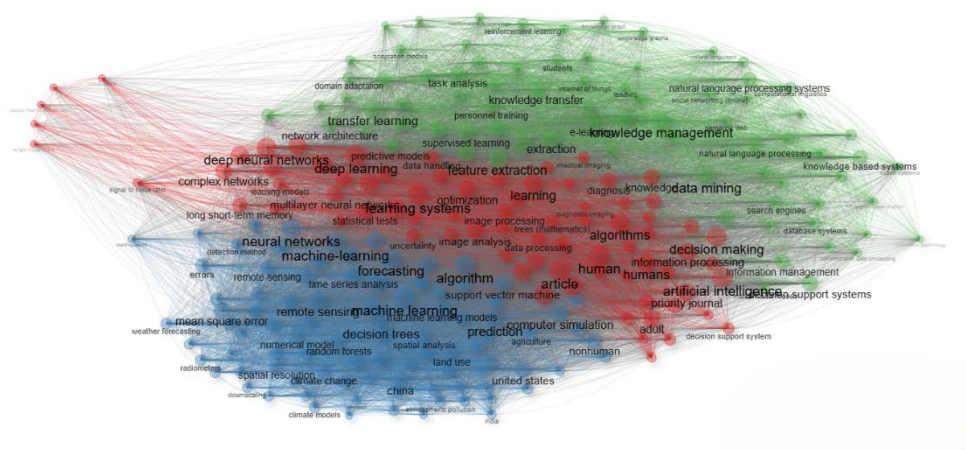 knowledge graph
reinforcement learning
knowledge graphs
adaptation models
students
domain adaptation
task analysis
internet of things
natural language processing systems
teaching
computational linguistics
knowledge transfer
social networking (online)
personnel training
transfer learning
e-learning
knowledge management
network architecture
supervised learning
extraction
predictive models
natural language processing
deep neural networks
data handling
medical imaging
knowledge based systems
deep learning
feature extraction
complex networks
signal to noise ratio
learning models
diagnosis
knowledge
data mining
learning
optimization
multilayer neural networks
learning systems
search engines
long short-term memory
statistical tests
image processing
diagnostic imaging
trees (mathematics)
database systems
algorithms
neural networks
uncertainty
image analysis
data processing
decision making
detection method
machine-learning
information processing
errors
remote-sensing
forecasting
human
humans
information management
time series analysis
algorithm
article
support vector machine
artificial intelligence
decision support systems
priority journal
remote sensing
machine learning
machine learning models
mean square error
weather forecasting
computer simulation
adult
decision trees
prediction
decision support system
numerical model
random forests
spatial analysis
agriculture
nonhuman
land use
radiometers
spatial resolution
climate change
united states
downscaling
china
climate models
atmospheric pollution
india